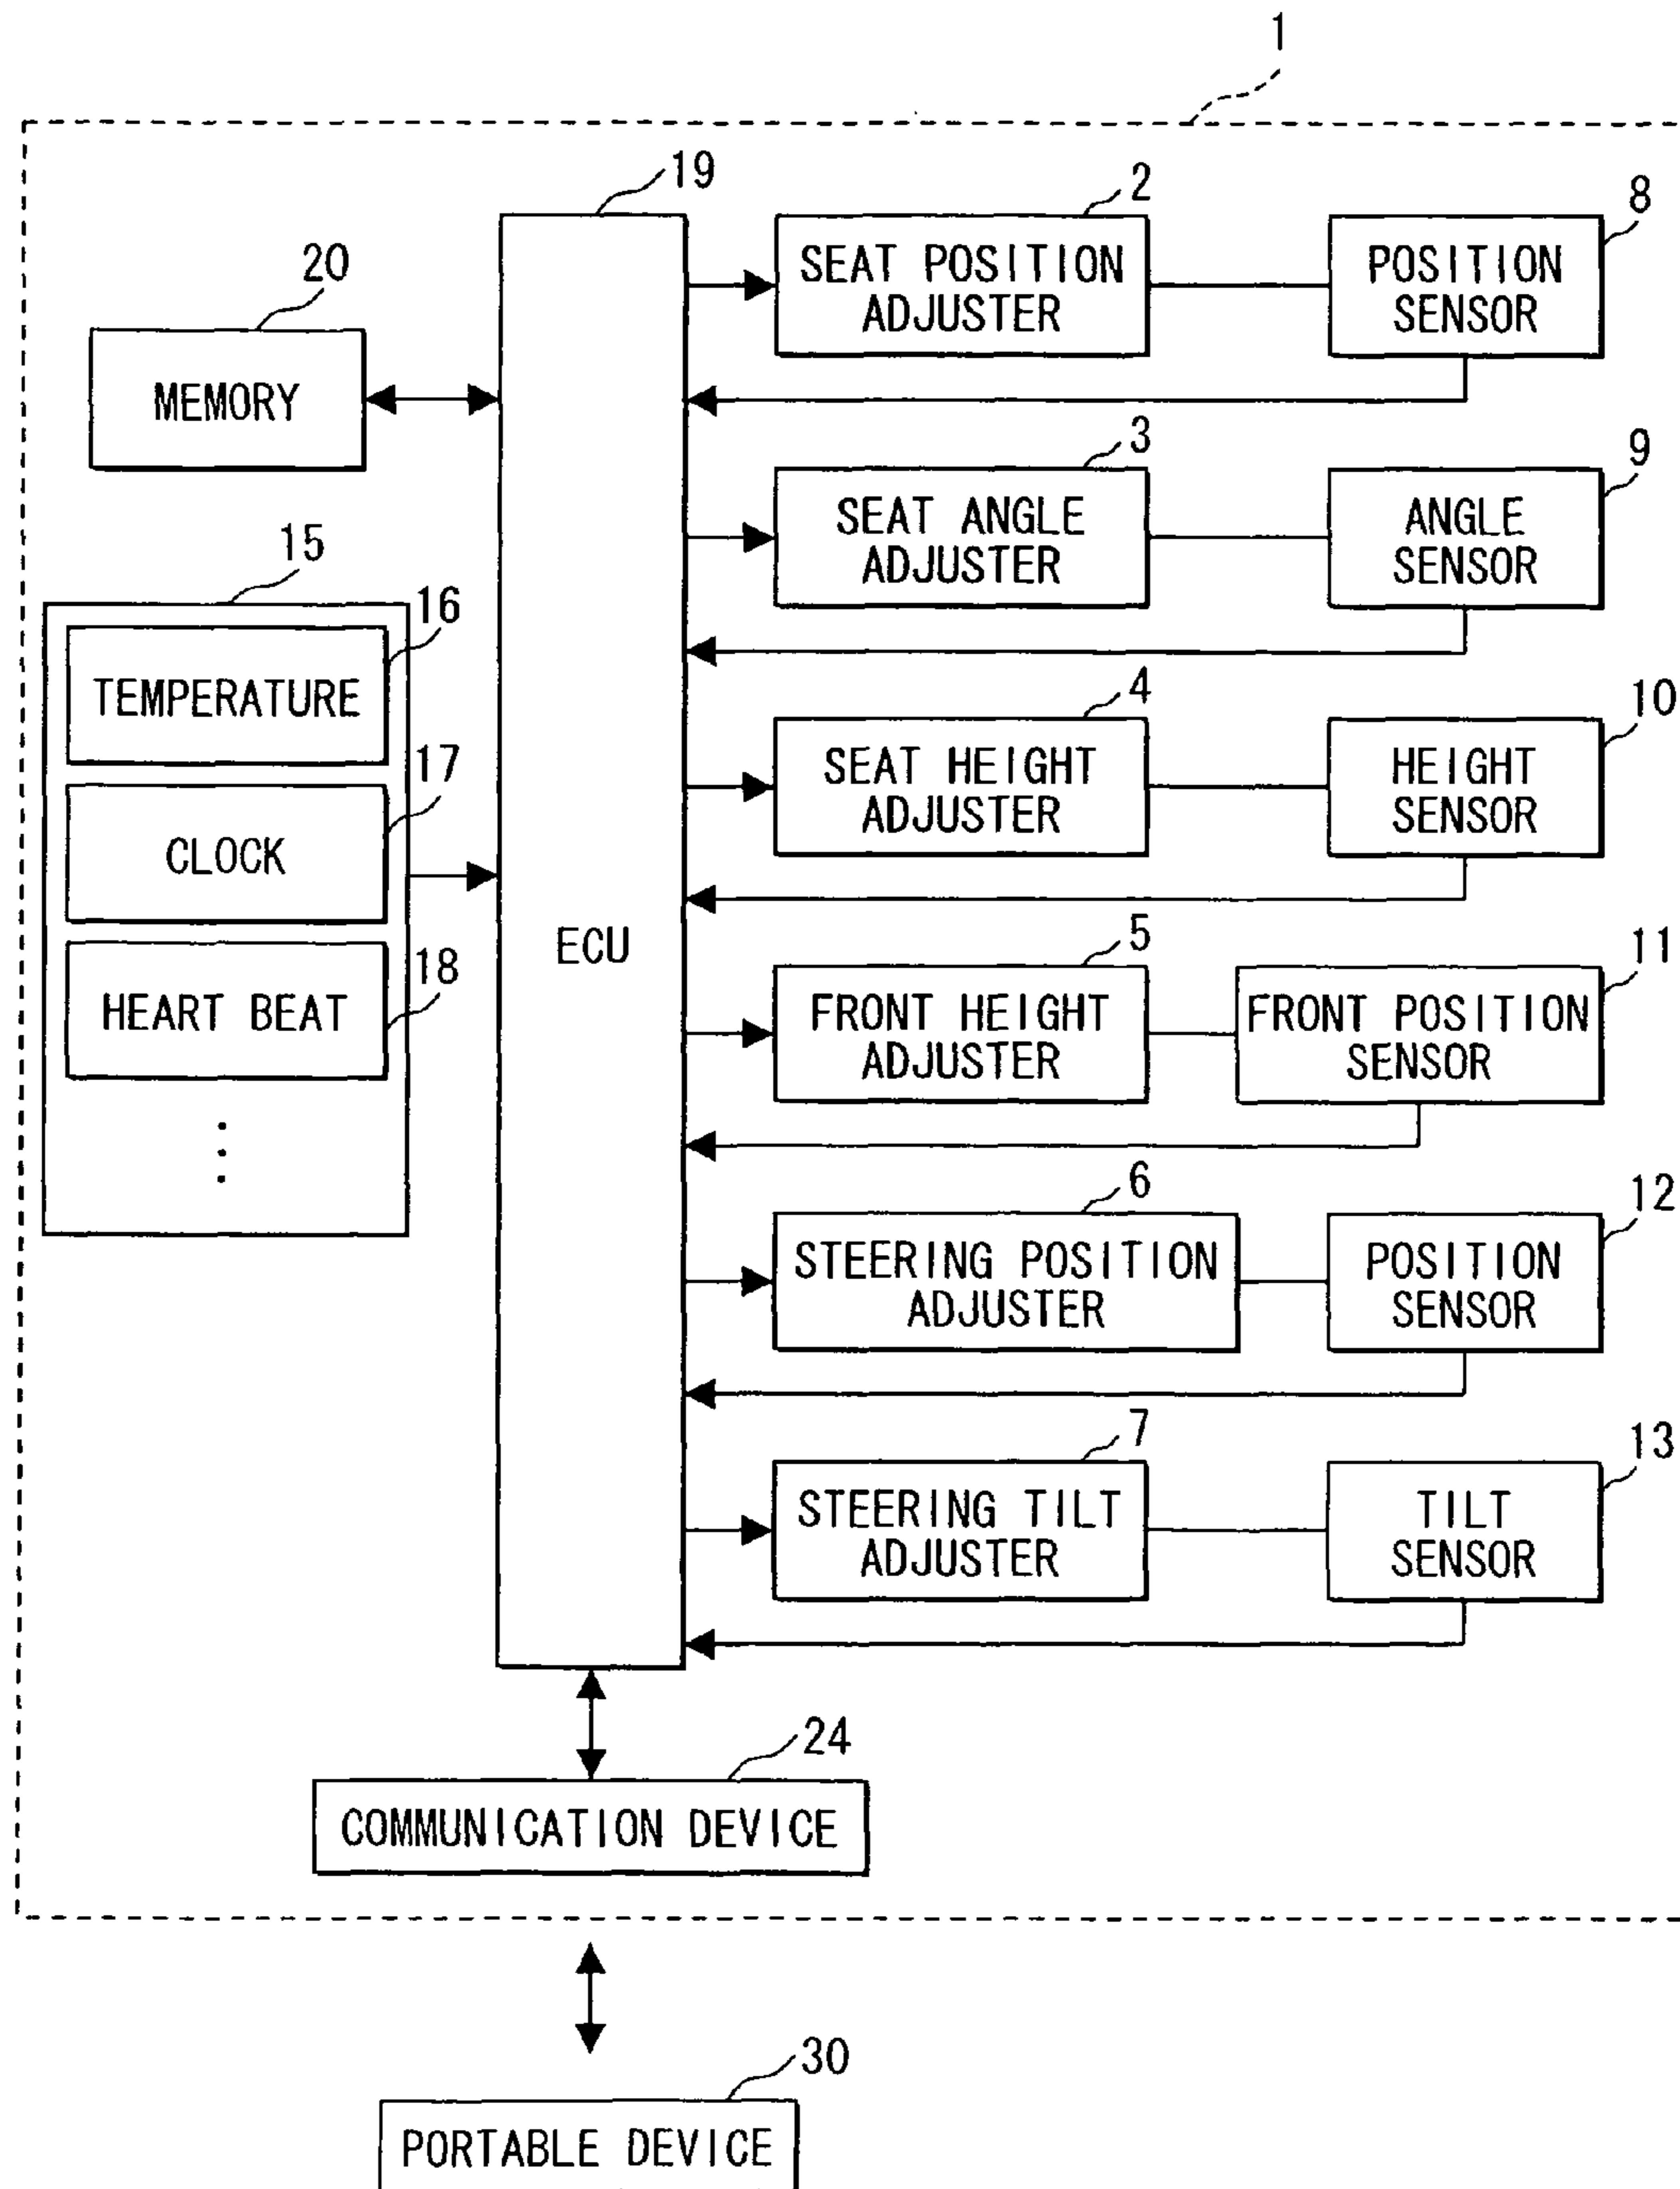 1
19
2
8
20
SEAT POSITION
ADJUSTER
POSITION
SENSOR
MEMORY
3
9
SEAT ANGLE
ADJUSTER
ANGLE
SENSOR
15
16
TEMPERATURE
4
10
17
SEAT HEIGHT
ADJUSTER
HEIGHT
SENSOR
CLOCK
ECU
5
11
18
HEART BEAT
FRONT HEIGHT
ADJUSTER
FRONT POSITION
SENSOR
6
12
STEERING POSITION
ADJUSTER
POSITION
SENSOR
7
13
STEERING TILT
ADJUSTER
TILT
SENSOR
24
COMMUNICATION DEVICE
30
PORTABLE DEVICE